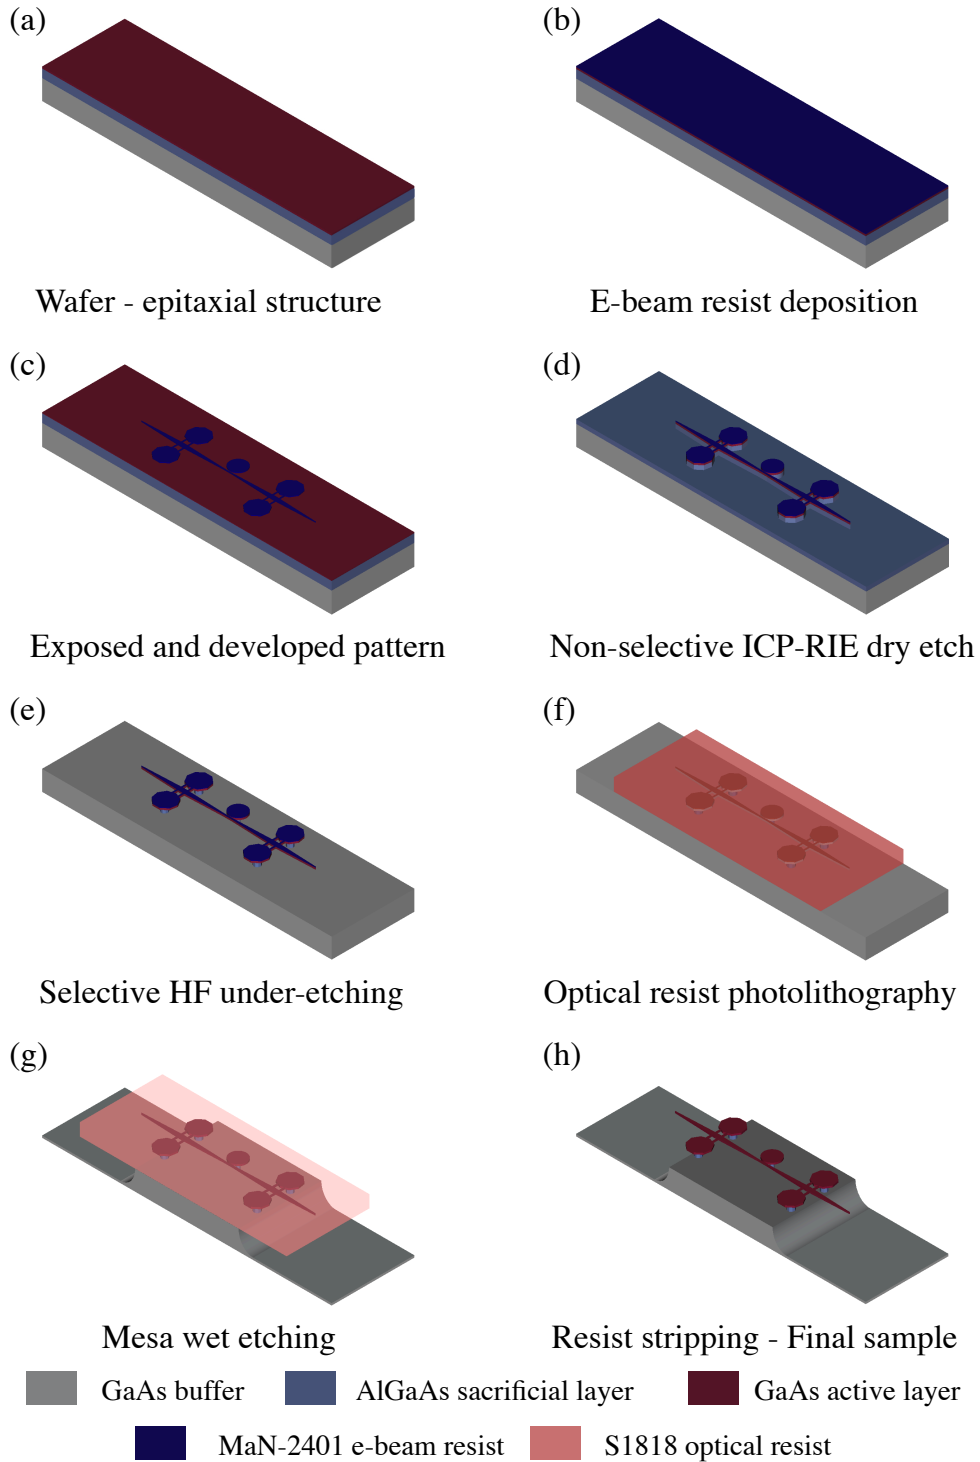 (a)
(b)
Wafer - epitaxial structure
E-beam resist deposition
(c)
(d)
Exposed and developed pattern
Non-selective ICP-RIE dry etch
(e)
(f)
Selective HF under-etching
Optical resist photolithography
(g)
(h)
Mesa wet etching
Resist stripping - Final sample
GaAs buffer
AlGaAs sacrificial layer
GaAs active layer
MaN-2401 e-beam resist
S1818 optical resist